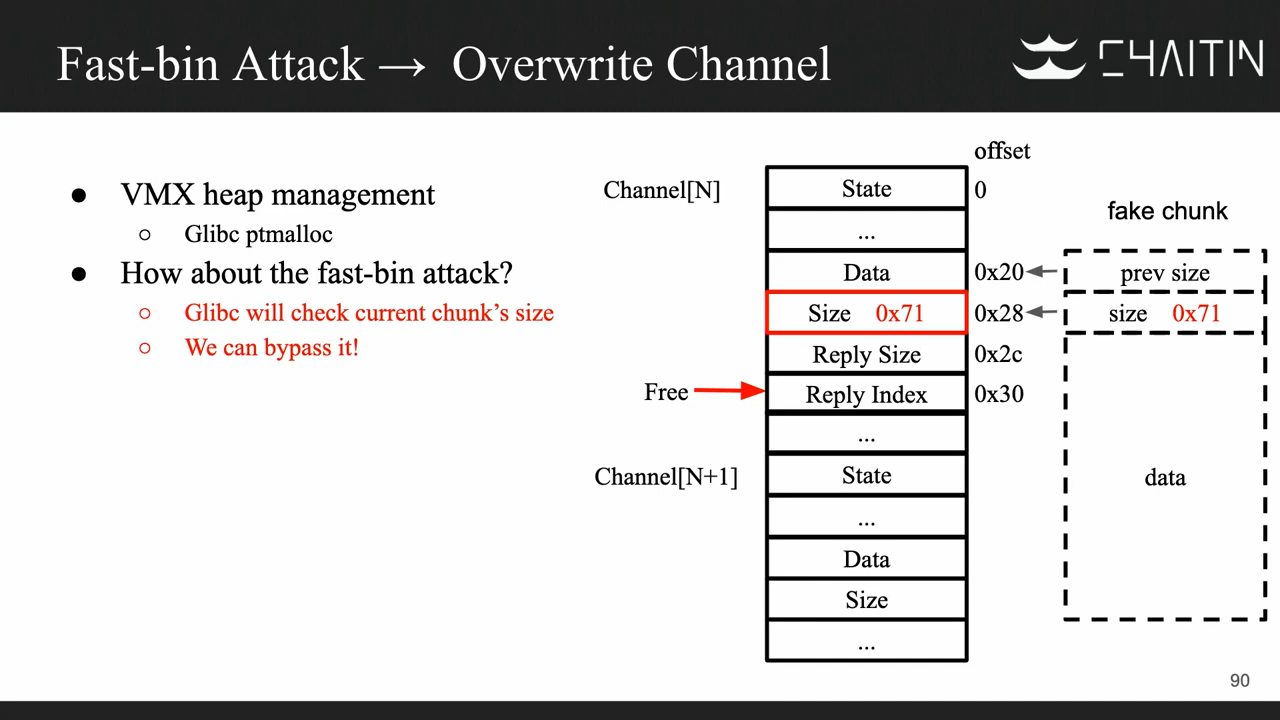 Fast-bin Attack → Overwrite Channel
CHAITIN
● VMX heap management
○ Glibc ptmalloc
● How about the fast-bin attack?
○ Glibc will check current chunk's size
○ We can bypass it!
offset
Channel[N]
State
0
...
Data
0x20
Size 0x71
0x28
Reply Size
0x2c
Free
Reply Index
0x30
...
Channel[N+1]
State
...
Data
Size
...
fake chunk
prev size
size 0x71
data
90